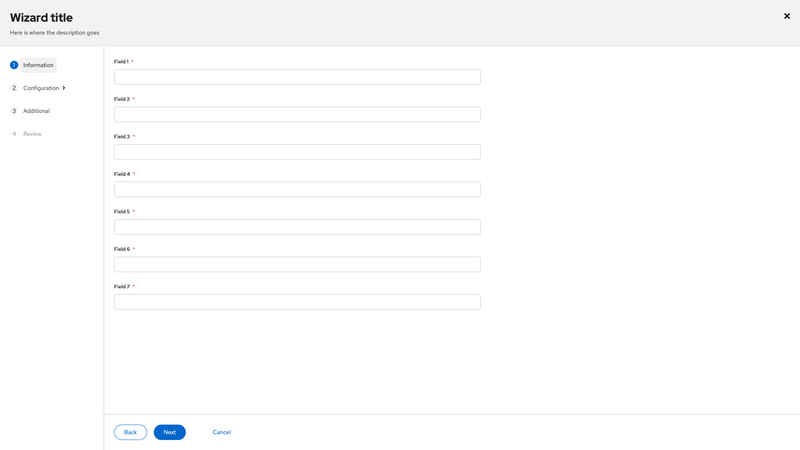 Wizard title
Here is where the description goes
1 Information
2 Configuration
3 Additional
4 Review
Field 1 *
Field 2 *
Field 3 *
Field 4 *
Field 5 *
Field 6 *
Field 7 *
Back Next Cancel